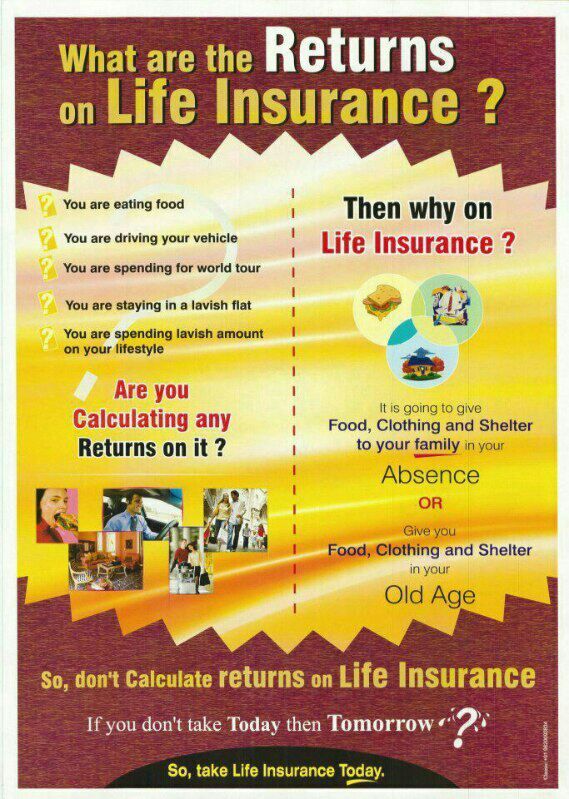 What are the Returns
on Life Insurance ?
You are eating food
You are driving your vehicle
You are spending for world tour
You are staying in a lavish flat
You are spending lavish amount
on your lifestyle
Are you
Calculating any
Returns on it ?
Then why on
Life Insurance ?
It is going to give
Food, Clothing and Shelter
to your family in your
Absence
OR
Give you
Food, Clothing and Shelter
in your
Old Age
So, don't Calculate returns on Life Insurance
If you don't take Today then Tomorrow ?
So, take Life Insurance Today.